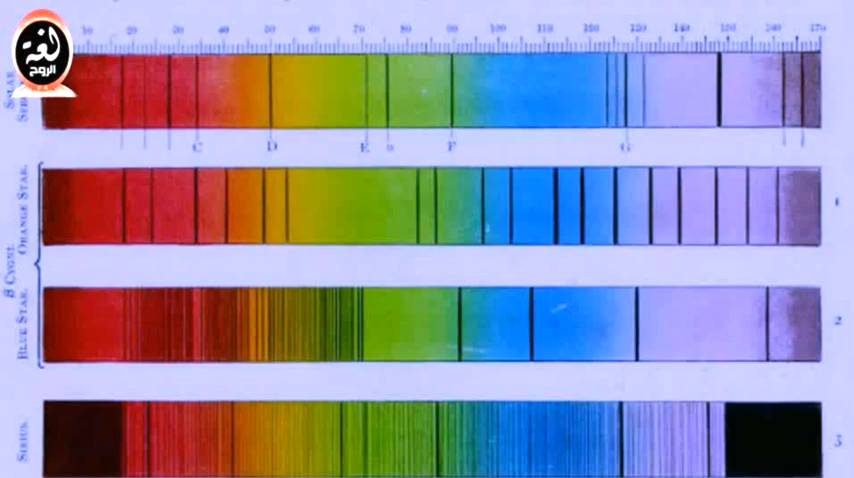 لغة
الروح
10 20 30 40 50 60 70 80 90 100 110 120 130 140 150 160 170
SOLAR
C D E b F G
ORANGE STAR. 1
β CYGNI.
BLUE STAR. 2
SIRIUS. 3